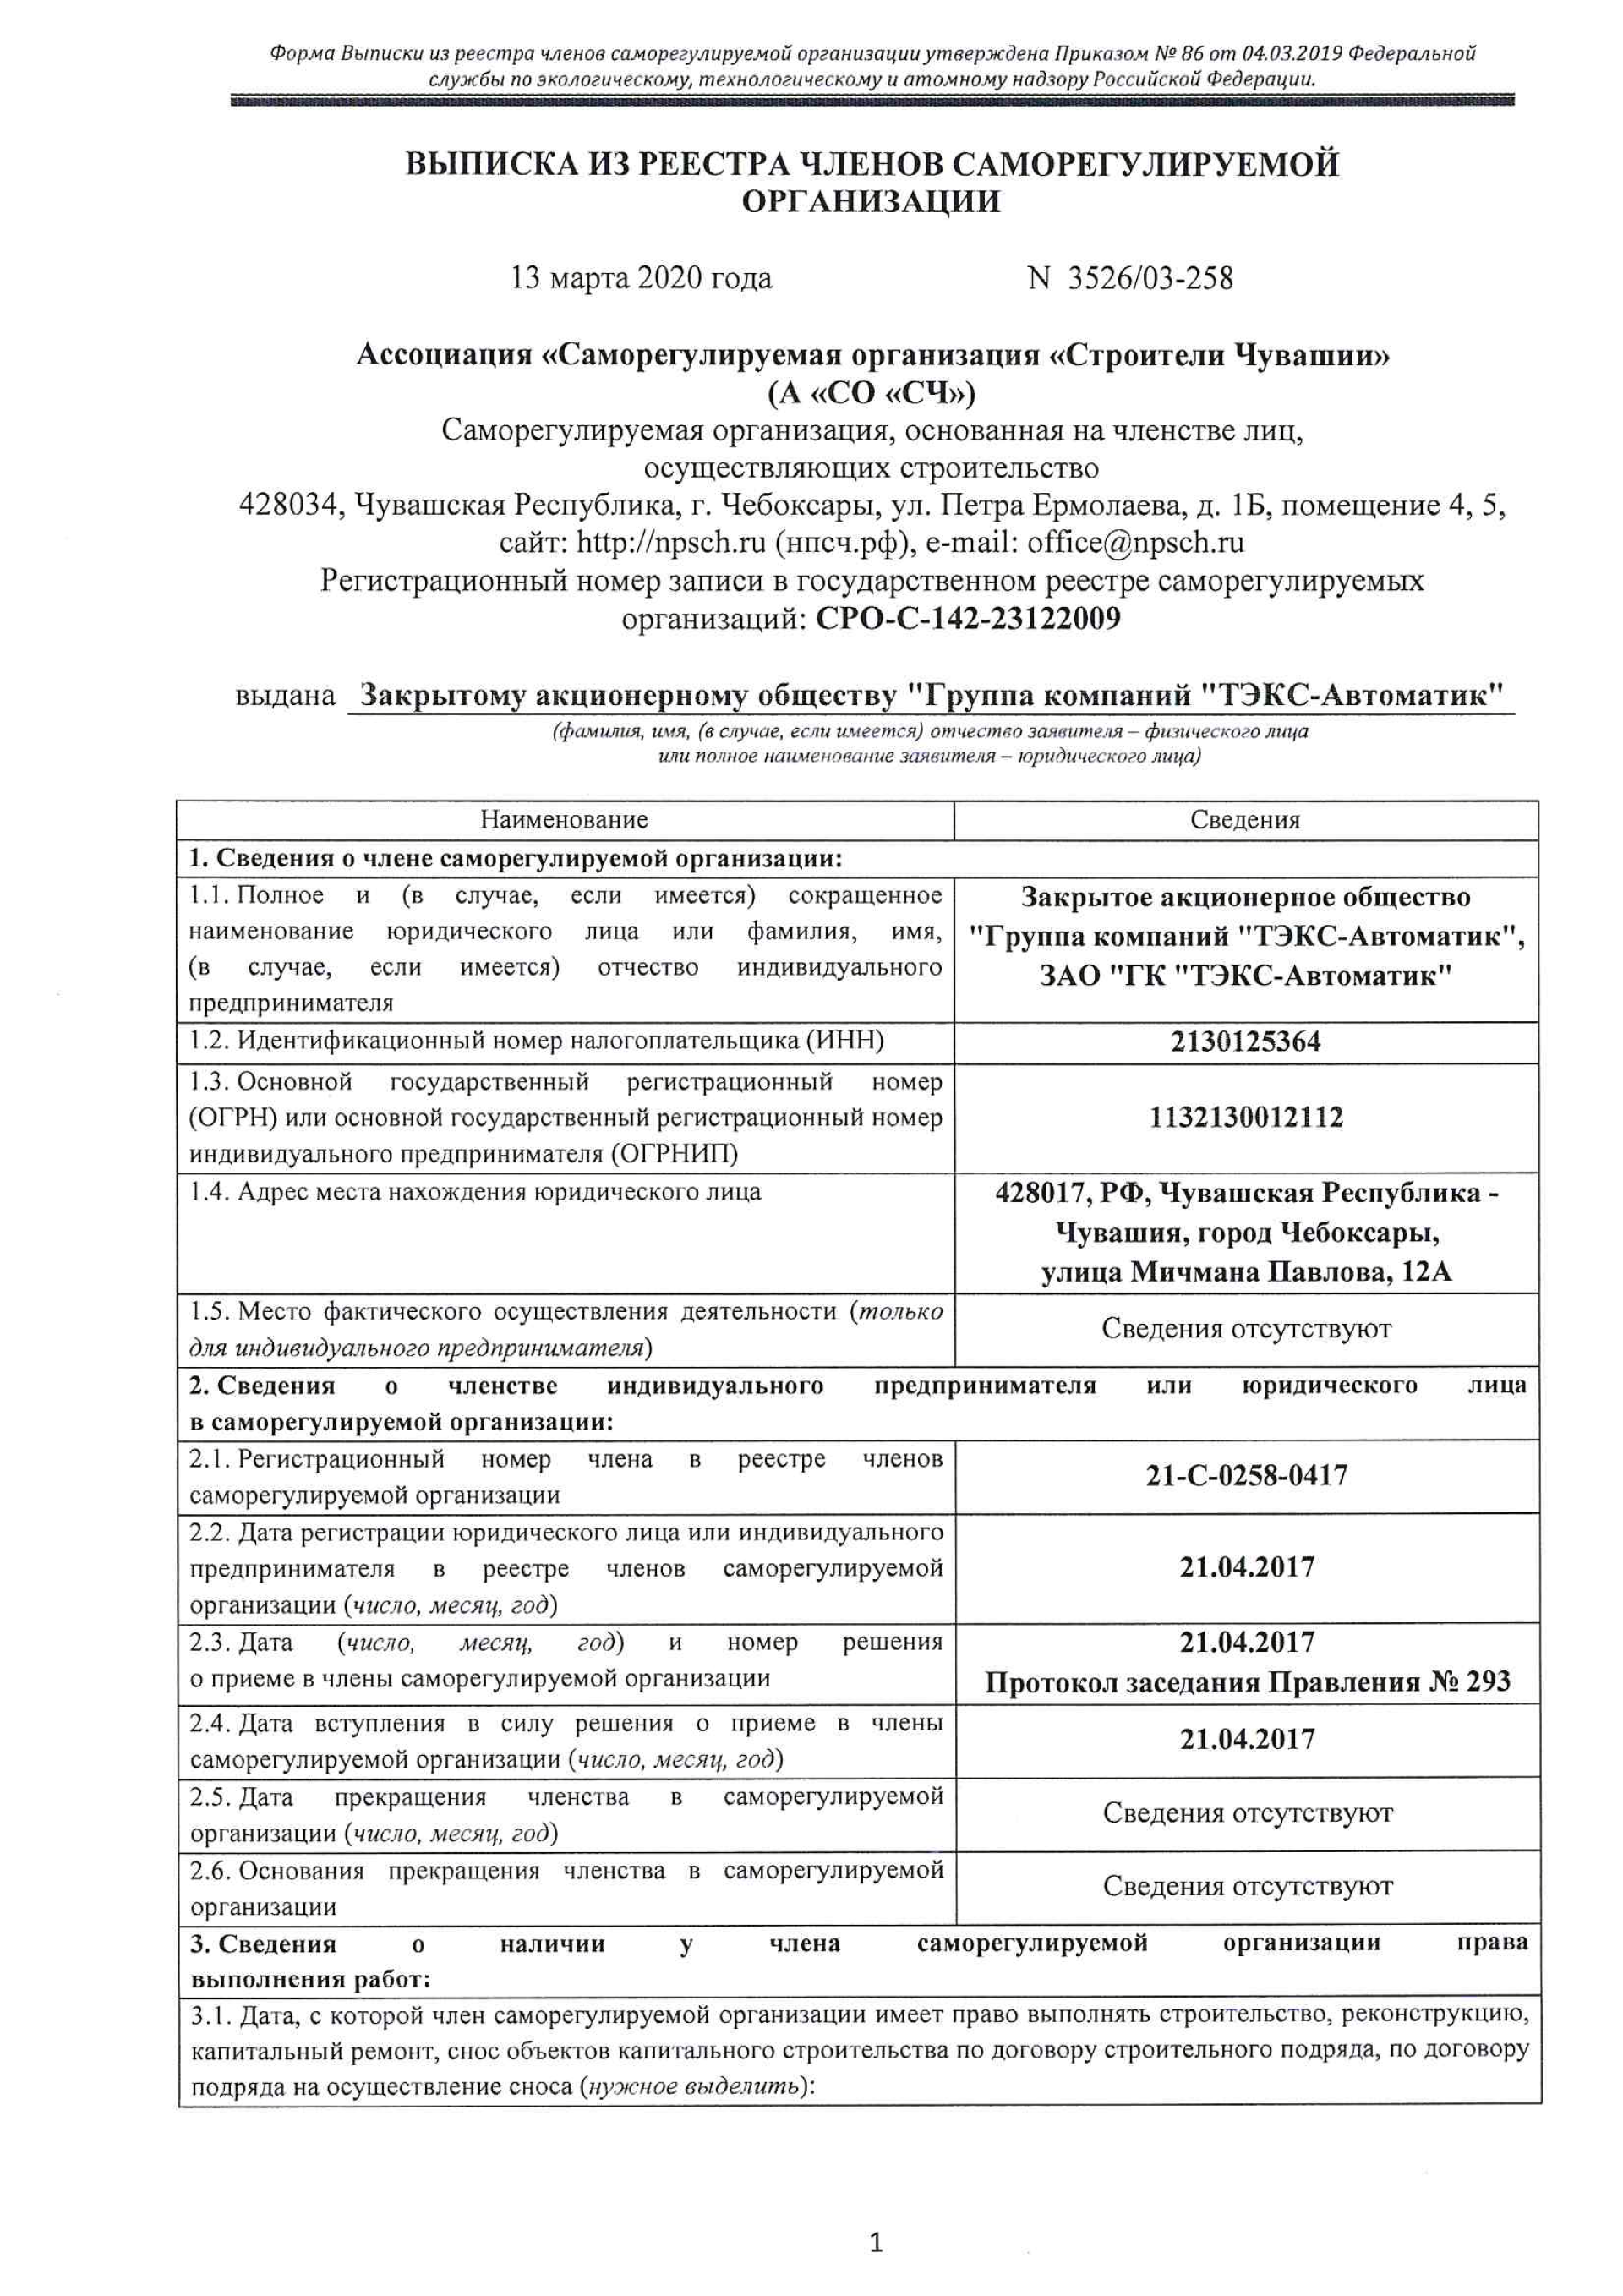 Форма Выписки из реестра членов саморегулируемой организации утверждена Приказом № 86 от 04.03.2019 Федеральной
службы по экологическому, технологическому и атомному надзору Российской Федерации.
ВЫПИСКА ИЗ РЕЕСТРА ЧЛЕНОВ САМОРЕГУЛИРУЕМОЙ
ОРГАНИЗАЦИИ
13 марта 2020 года N 3526/03-258
Ассоциация «Саморегулируемая организация «Строители Чувашии»
(А «СО «СЧ»)
Саморегулируемая организация, основанная на членстве лиц,
осуществляющих строительство
428034, Чувашская Республика, г. Чебоксары, ул. Петра Ермолаева, д. 1Б, помещение 4, 5,
сайт: http://npsch.ru (нпсч.рф), e-mail: office@npsch.ru
Регистрационный номер записи в государственном реестре саморегулируемых
организаций: СРО-С-142-23122009
выдана Закрытому акционерному обществу "Группа компаний "ТЭКС-Автоматик"
(фамилия, имя, (в случае, если имеется) отчество заявителя – физического лица
или полное наименование заявителя – юридического лица)
Наименование Сведения
1. Сведения о члене саморегулируемой организации:
1.1. Полное и (в случае, если имеется) сокращенное
наименование юридического лица или фамилия, имя,
(в случае, если имеется) отчество индивидуального
предпринимателя
Закрытое акционерное общество
"Группа компаний "ТЭКС-Автоматик",
ЗАО "ГК "ТЭКС-Автоматик"
1.2. Идентификационный номер налогоплательщика (ИНН) 2130125364
1.3. Основной государственный регистрационный номер
(ОГРН) или основной государственный регистрационный номер
индивидуального предпринимателя (ОГРНИП)
1132130012112
1.4. Адрес места нахождения юридического лица
428017, РФ, Чувашская Республика -
Чувашия, город Чебоксары,
улица Мичмана Павлова, 12А
1.5. Место фактического осуществления деятельности (только
для индивидуального предпринимателя)
Сведения отсутствуют
2. Сведения о членстве индивидуального предпринимателя или юридического лица
в саморегулируемой организации:
2.1. Регистрационный номер члена в реестре членов
саморегулируемой организации
21-С-0258-0417
2.2. Дата регистрации юридического лица или индивидуального
предпринимателя в реестре членов саморегулируемой
организации (число, месяц, год)
21.04.2017
2.3. Дата (число, месяц, год) и номер решения
о приеме в члены саморегулируемой организации
21.04.2017
Протокол заседания Правления № 293
2.4. Дата вступления в силу решения о приеме в члены
саморегулируемой организации (число, месяц, год)
21.04.2017
2.5. Дата прекращения членства в саморегулируемой
организации (число, месяц, год)
Сведения отсутствуют
2.6. Основания прекращения членства в саморегулируемой
организации
Сведения отсутствуют
3. Сведения о наличии у члена саморегулируемой организации права
выполнения работ:
3.1. Дата, с которой член саморегулируемой организации имеет право выполнять строительство, реконструкцию,
капитальный ремонт, снос объектов капитального строительства по договору строительного подряда, по договору
подряда на осуществление сноса (нужное выделить):
1